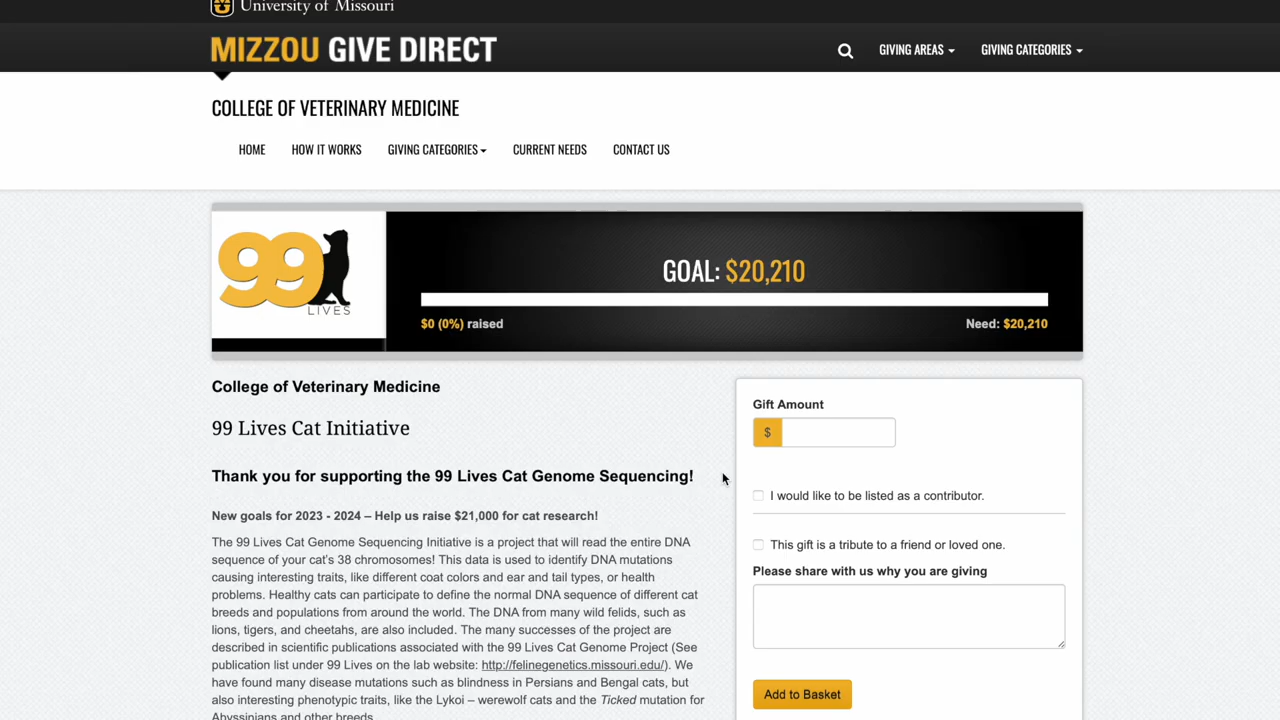 University of Missouri
MIZZOU GIVE DIRECT
GIVING AREAS
GIVING CATEGORIES
COLLEGE OF VETERINARY MEDICINE
HOME
HOW IT WORKS
GIVING CATEGORIES
CURRENT NEEDS
CONTACT US
99
LIVES
GOAL: $20,210
$0 (0%) raised
Need: $20,210
College of Veterinary Medicine
99 Lives Cat Initiative
Thank you for supporting the 99 Lives Cat Genome Sequencing!
New goals for 2023 - 2024 – Help us raise $21,000 for cat research!
The 99 Lives Cat Genome Sequencing Initiative is a project that will read the entire DNA
sequence of your cat's 38 chromosomes! This data is used to identify DNA mutations
causing interesting traits, like different coat colors and ear and tail types, or health
problems. Healthy cats can participate to define the normal DNA sequence of different cat
breeds and populations from around the world. The DNA from many wild felids, such as
lions, tigers, and cheetahs, are also included. The many successes of the project are
described in scientific publications associated with the 99 Lives Cat Genome Project (See
publication list under 99 Lives on the lab website: http://felinegenetics.missouri.edu/). We
have found many disease mutations such as blindness in Persians and Bengal cats, but
also interesting phenotypic traits, like the Lykoi – werewolf cats and the Ticked mutation for
Abyssinians and other breeds.
Gift Amount
$
I would like to be listed as a contributor.
This gift is a tribute to a friend or loved one.
Please share with us why you are giving
Add to Basket